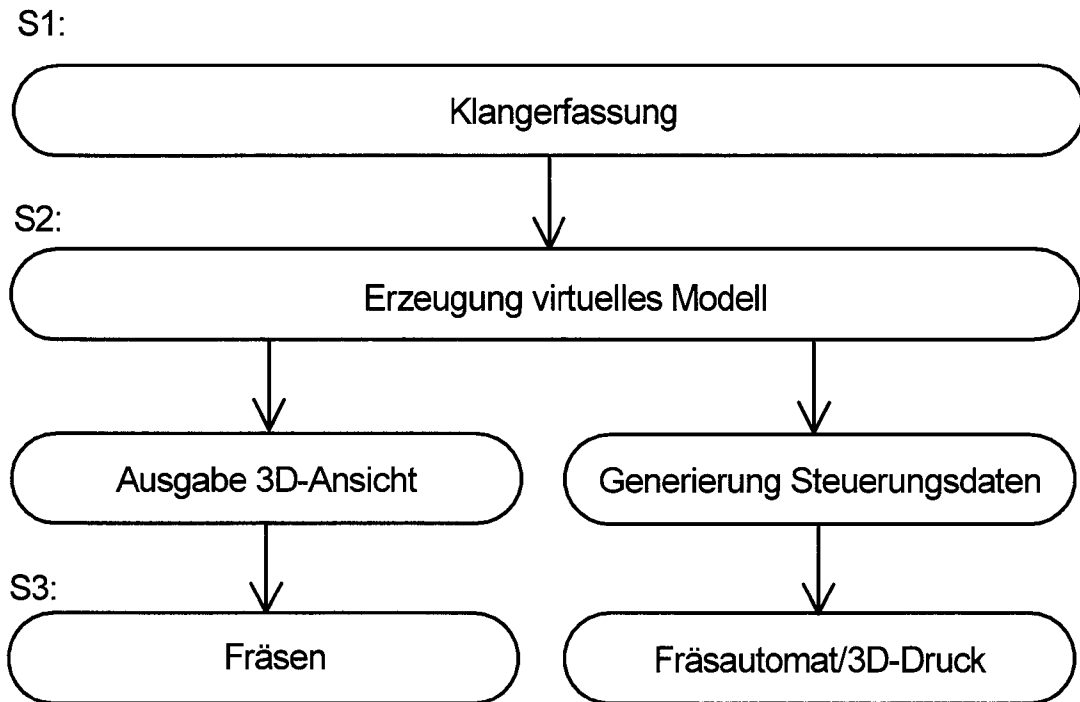 S1:
Klangerfassung
S2:
Erzeugung virtuelles Modell
Ausgabe 3D-Ansicht
Generierung Steuerungsdaten
S3:
Fräsen
Fräsautomat/3D-Druck